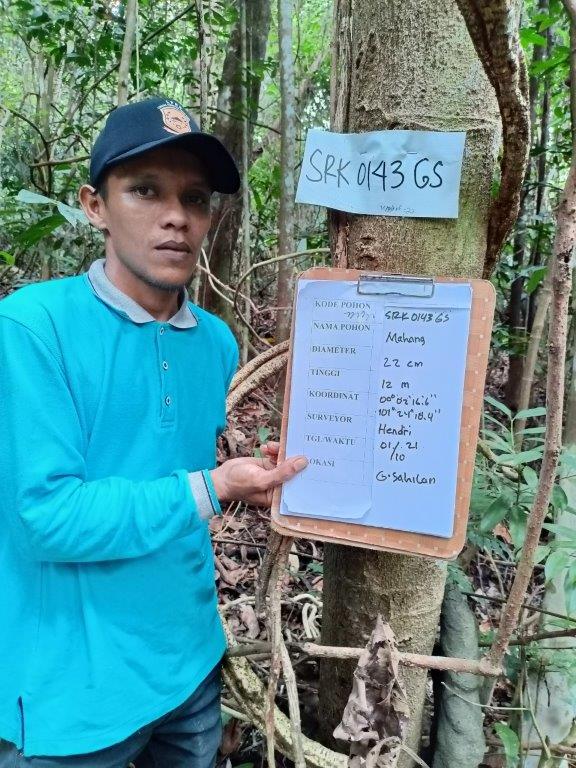 SRK 0143 GS
KODE POHON SRK 0143 GS
NAMA POHON Mahang
DIAMETER 22 cm
TINGGI 12 m
KOORDINAT 00° 02' 16.6"
101° 24' 18.4"
SURVEYOR Hendri
TGL/WAKTU 01/10.21
OKASI G. Sahilan